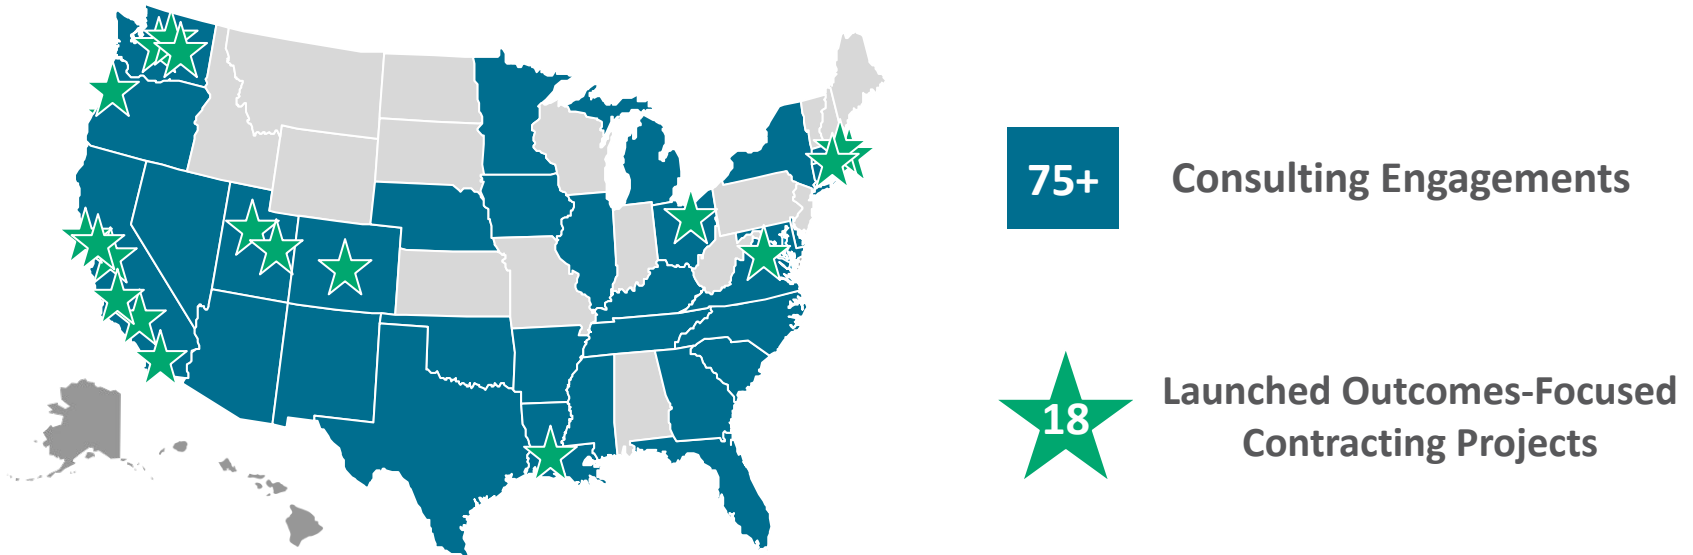 75+
Consulting Engagements
18
Launched Outcomes-Focused
Contracting Projects